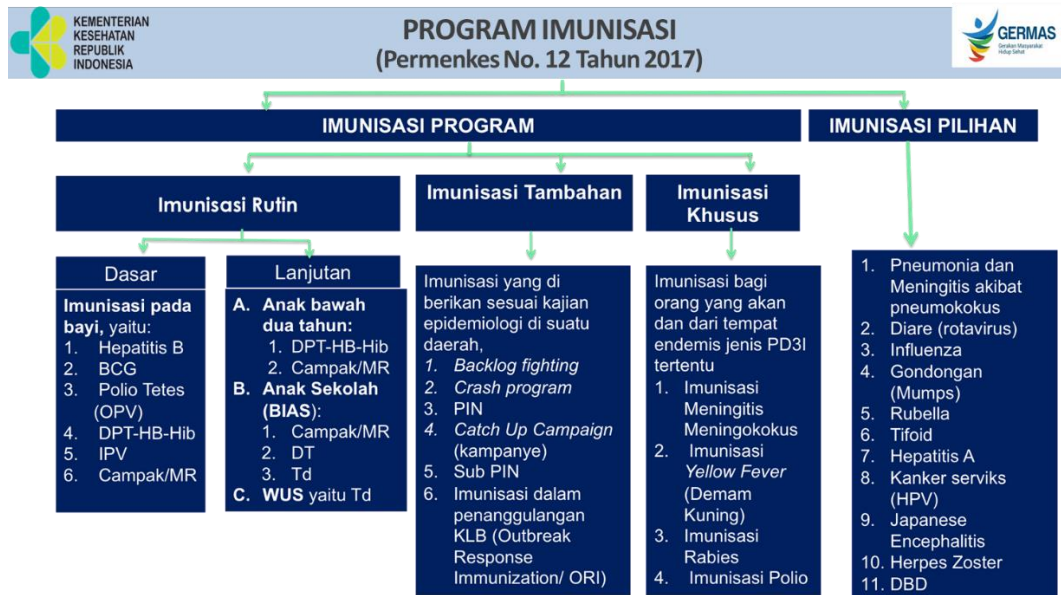 KEMENTERIAN
KESEHATAN
REPUBLIK
INDONESIA
PROGRAM IMUNISASI
(Permenkes No. 12 Tahun 2017)
GERMAS
Gerakan Masyarakat
Hidup Sehat
IMUNISASI PROGRAM
IMUNISASI PILIHAN
Imunisasi Rutin
Imunisasi Tambahan
Imunisasi
Khusus
Dasar
Imunisasi pada
bayi, yaitu:
1. Hepatitis B
2. BCG
3. Polio Tetes
(OPV)
4. DPT-HB-Hib
5. IPV
6. Campak/MR
Lanjutan
A. Anak bawah
dua tahun:
1. DPT-HB-Hib
2. Campak/MR
B. Anak Sekolah
(BIAS):
1. Campak/MR
2. DT
3. Td
C. WUS yaitu Td
Imunisasi yang di
berikan sesuai kajian
epidemiologi di suatu
daerah,
1. Backlog fighting
2. Crash program
3. PIN
4. Catch Up Campaign
(kampanye)
5. Sub PIN
6. Imunisasi dalam
penanggulangan
KLB (Outbreak
Response
Immunization/ ORI)
Imunisasi bagi
orang yang akan
dan dari tempat
endemis jenis PD3I
tertentu
1. Imunisasi
Meningitis
Meningokokus
2. Imunisasi
Yellow Fever
(Demam
Kuning)
3. Imunisasi
Rabies
4. Imunisasi Polio
1. Pneumonia dan
Meningitis akibat
pneumokokus
2. Diare (rotavirus)
3. Influenza
4. Gondongan
(Mumps)
5. Rubella
6. Tifoid
7. Hepatitis A
8. Kanker serviks
(HPV)
9. Japanese
Encephalitis
10. Herpes Zoster
11. DBD